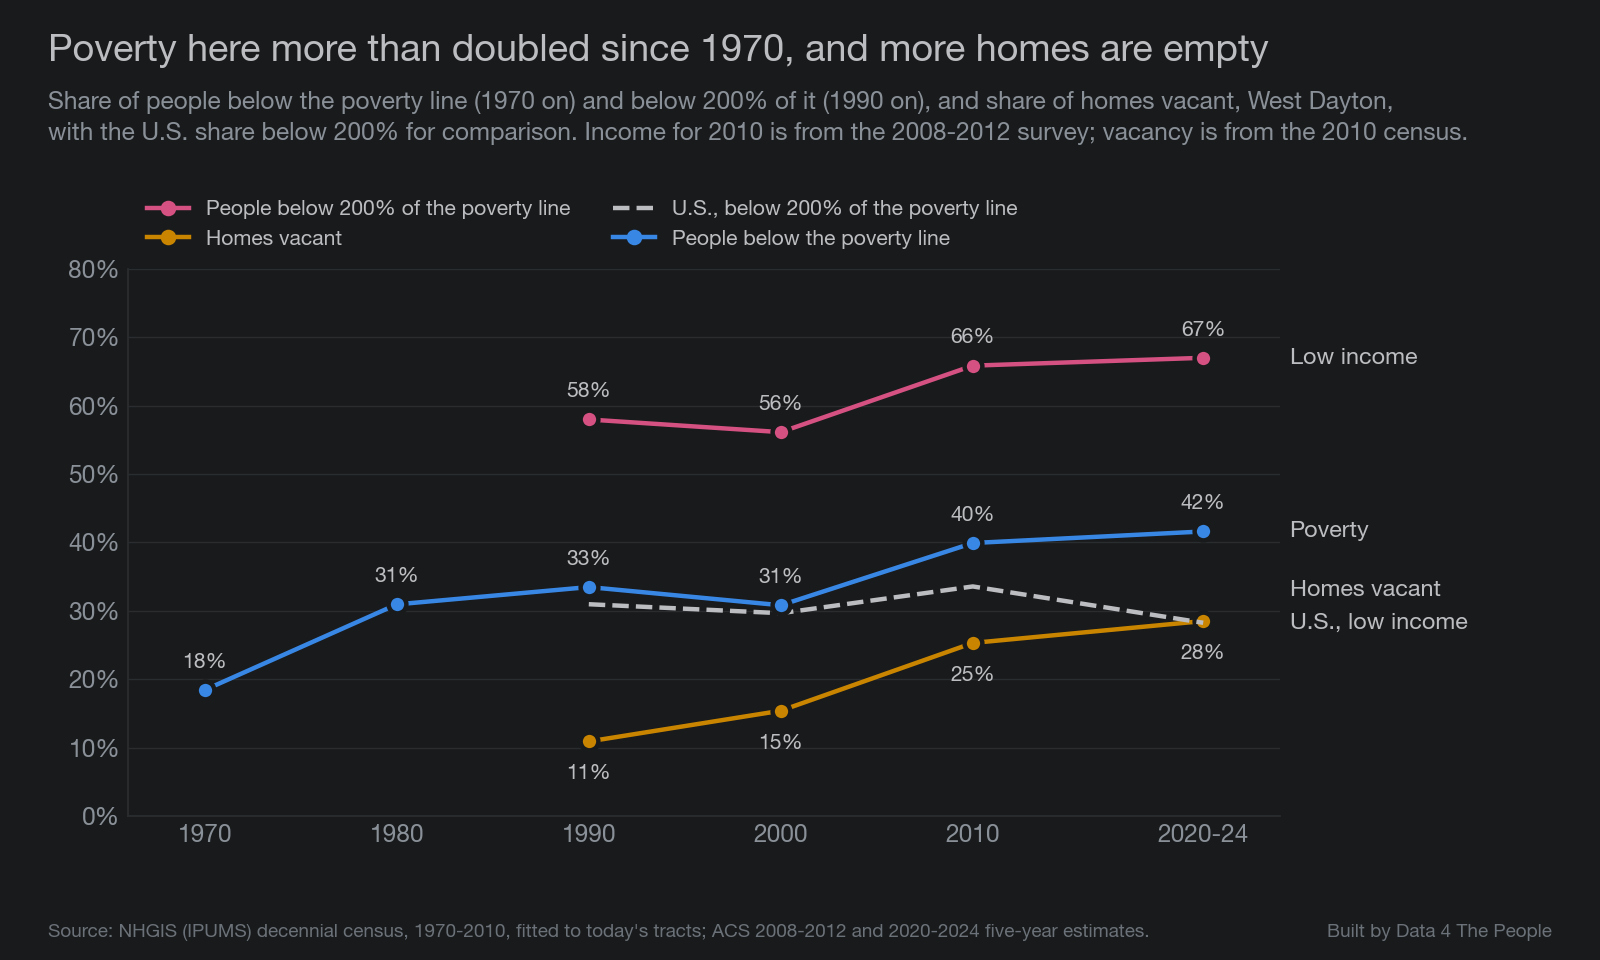 Poverty here more than doubled since 1970, and more homes are empty
Share of people below the poverty line (1970 on) and below 200% of it (1990 on), and share of homes vacant, West Dayton,
with the U.S. share below 200% for comparison. Income for 2010 is from the 2008-2012 survey; vacancy is from the 2010 census.
People below 200% of the poverty line
U.S., below 200% of the poverty line
Homes vacant
People below the poverty line
80%
70%
60%
50%
40%
30%
20%
10%
0%
58%
56%
66%
67%
Low income
18%
31%
33%
31%
40%
42%
Poverty
Homes vacant
U.S., low income
11%
15%
25%
28%
1970
1980
1990
2000
2010
2020-24
Source: NHGIS (IPUMS) decennial census, 1970-2010, fitted to today's tracts; ACS 2008-2012 and 2020-2024 five-year estimates.
Built by Data 4 The People